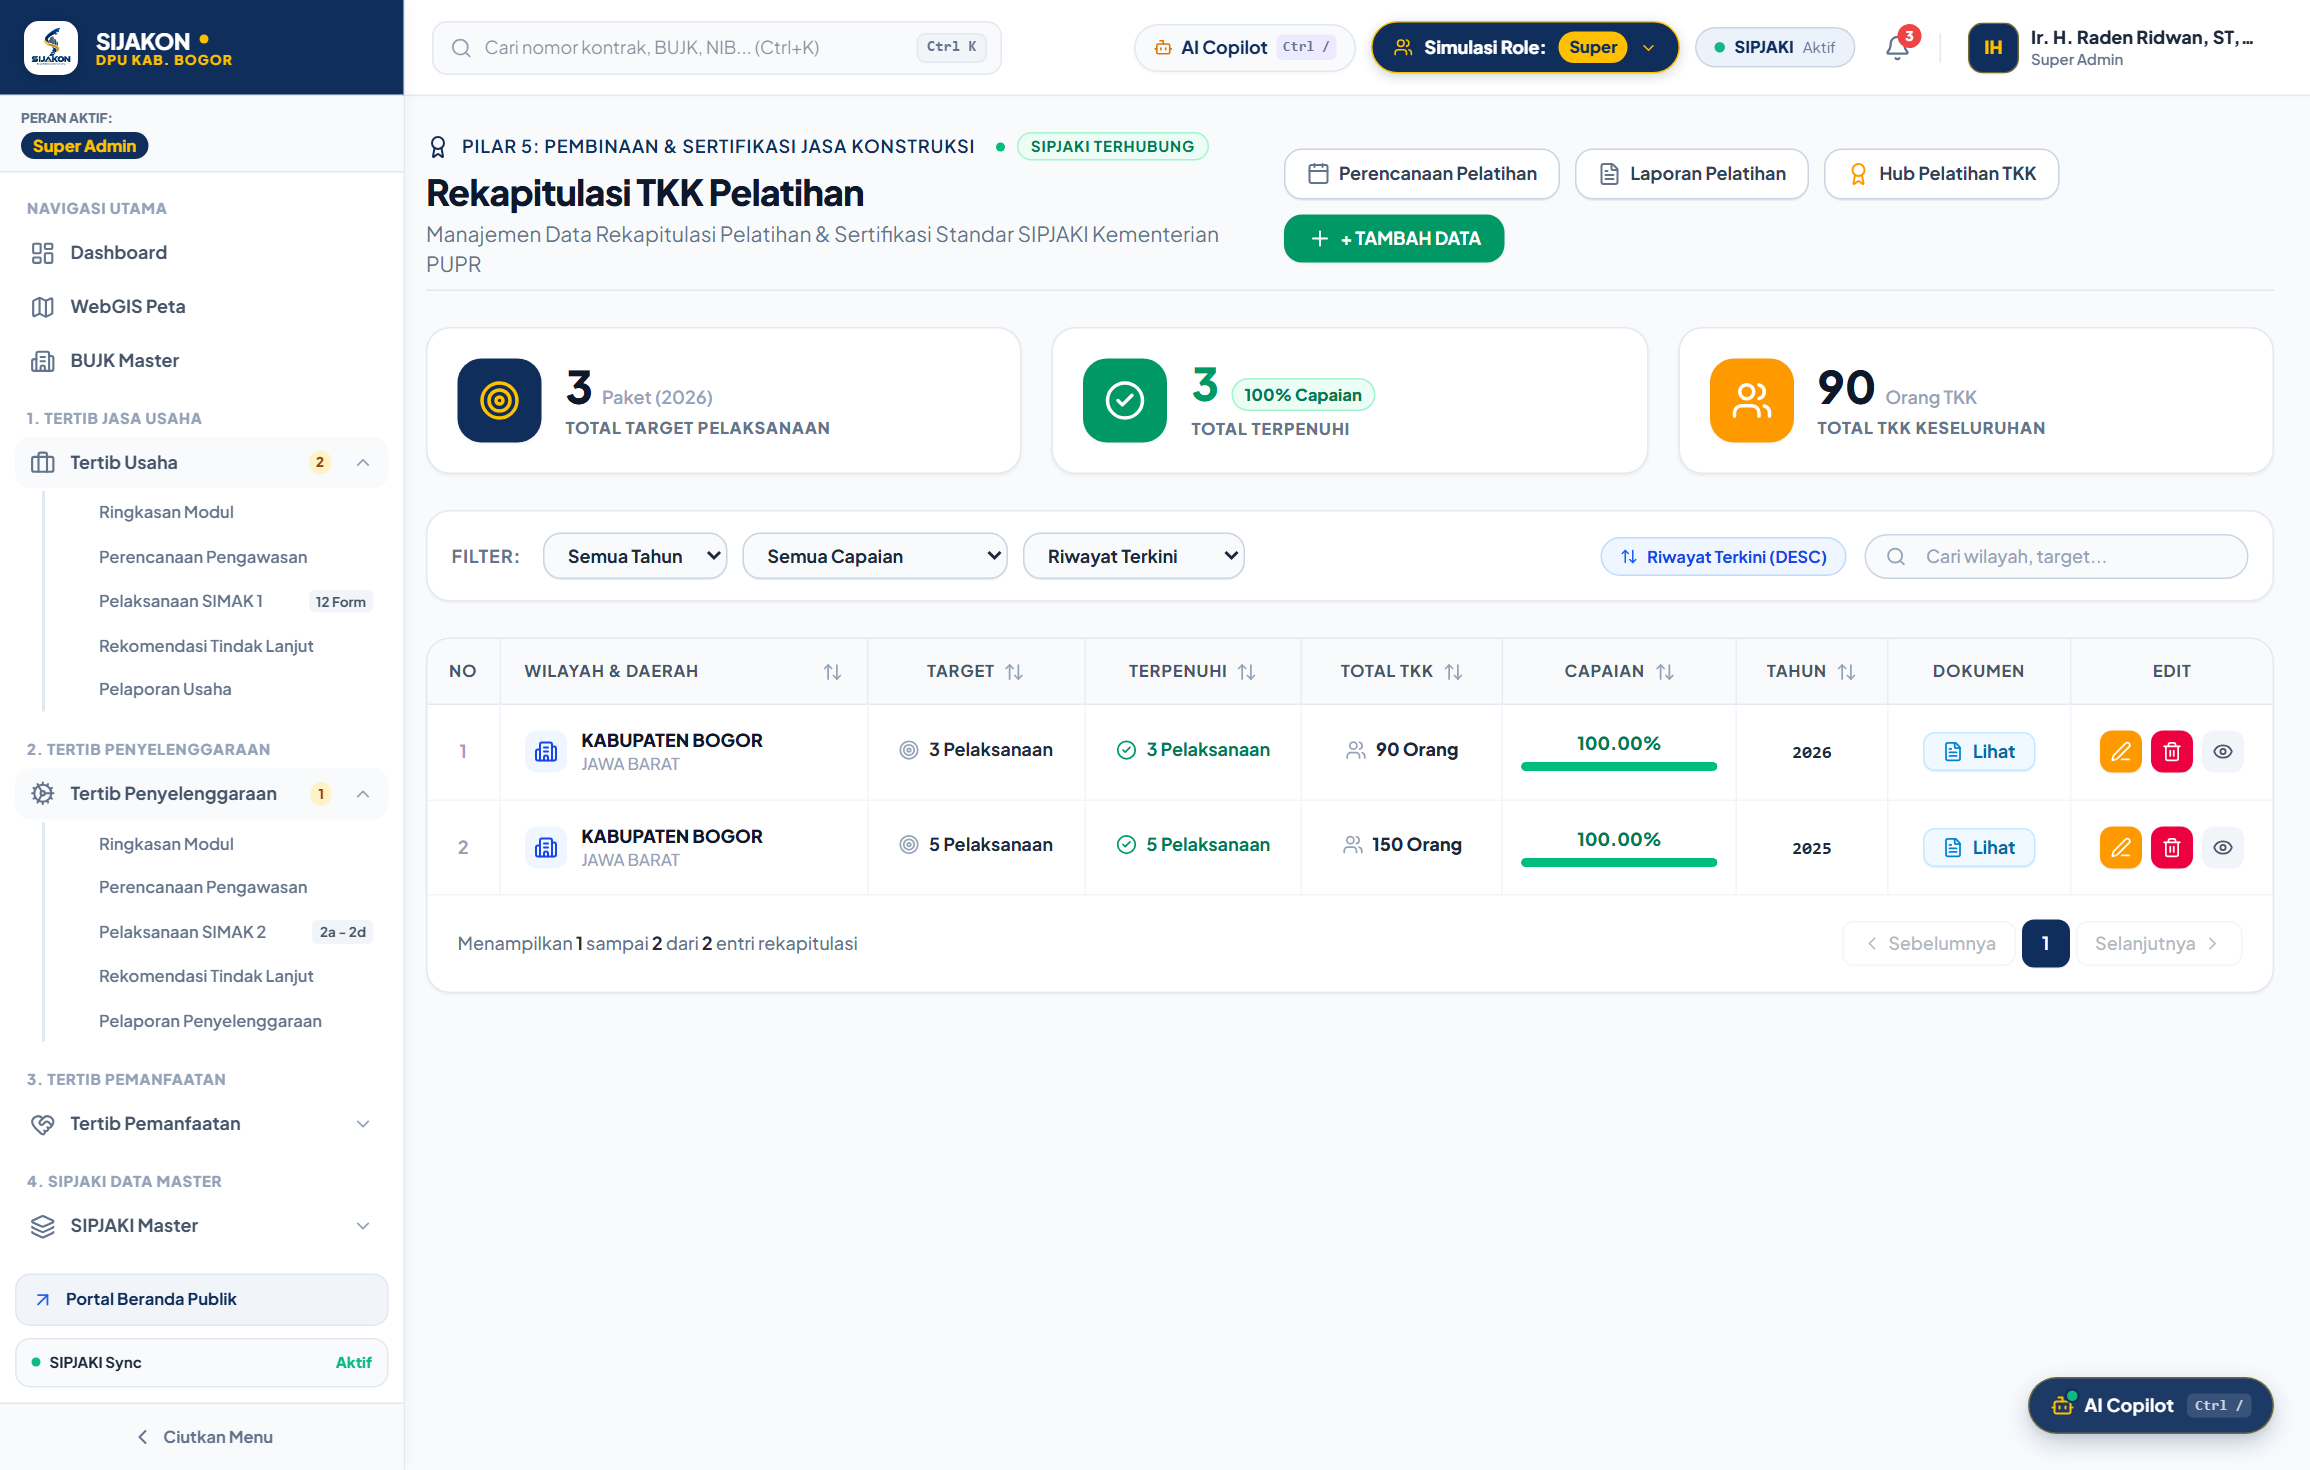 SIJAKON
DPU KAB. BOGOR
SIJAKON
Cari nomor kontrak, BUJK, NIB... (Ctrl+K)
Ctrl K
AI Copilot Ctrl /
Simulasi Role: Super
SIPJAKI Aktif
3
IH
Ir. H. Raden Ridwan, ST,...
Super Admin
PERAN AKTIF:
Super Admin
NAVIGASI UTAMA
Dashboard
WebGIS Peta
BUJK Master
1. TERTIB JASA USAHA
Tertib Usaha 2
Ringkasan Modul
Perencanaan Pengawasan
Pelaksanaan SIMAK 1 12 Form
Rekomendasi Tindak Lanjut
Pelaporan Usaha
2. TERTIB PENYELENGGARAAN
Tertib Penyelenggaraan 1
Ringkasan Modul
Perencanaan Pengawasan
Pelaksanaan SIMAK 2 2a - 2d
Rekomendasi Tindak Lanjut
Pelaporan Penyelenggaraan
3. TERTIB PEMANFAATAN
Tertib Pemanfaatan
4. SIPJAKI DATA MASTER
SIPJAKI Master
Portal Beranda Publik
SIPJAKI Sync Aktif
Ciutkan Menu
PILAR 5: PEMBINAAN & SERTIFIKASI JASA KONSTRUKSI
SIPJAKI TERHUBUNG
Rekapitulasi TKK Pelatihan
Manajemen Data Rekapitulasi Pelatihan & Sertifikasi Standar SIPJAKI Kementerian
PUPR
Perencanaan Pelatihan
Laporan Pelatihan
Hub Pelatihan TKK
+ TAMBAH DATA
3 Paket (2026)
TOTAL TARGET PELAKSANAAN
3 100% Capaian
TOTAL TERPENUHI
90 Orang TKK
TOTAL TKK KESELURUHAN
FILTER: Semua Tahun Semua Capaian Riwayat Terkini
Riwayat Terkini (DESC)
Cari wilayah, target...
NO WILAYAH & DAERAH TARGET TERPENUHI TOTAL TKK CAPAIAN TAHUN DOKUMEN EDIT
1 KABUPATEN BOGOR 3 Pelaksanaan 3 Pelaksanaan 90 Orang 100.00% 2026 Lihat
JAWA BARAT
2 KABUPATEN BOGOR 5 Pelaksanaan 5 Pelaksanaan 150 Orang 100.00% 2025 Lihat
JAWA BARAT
Menampilkan 1 sampai 2 dari 2 entri rekapitulasi
Sebelumnya 1 Selanjutnya
AI Copilot Ctrl /